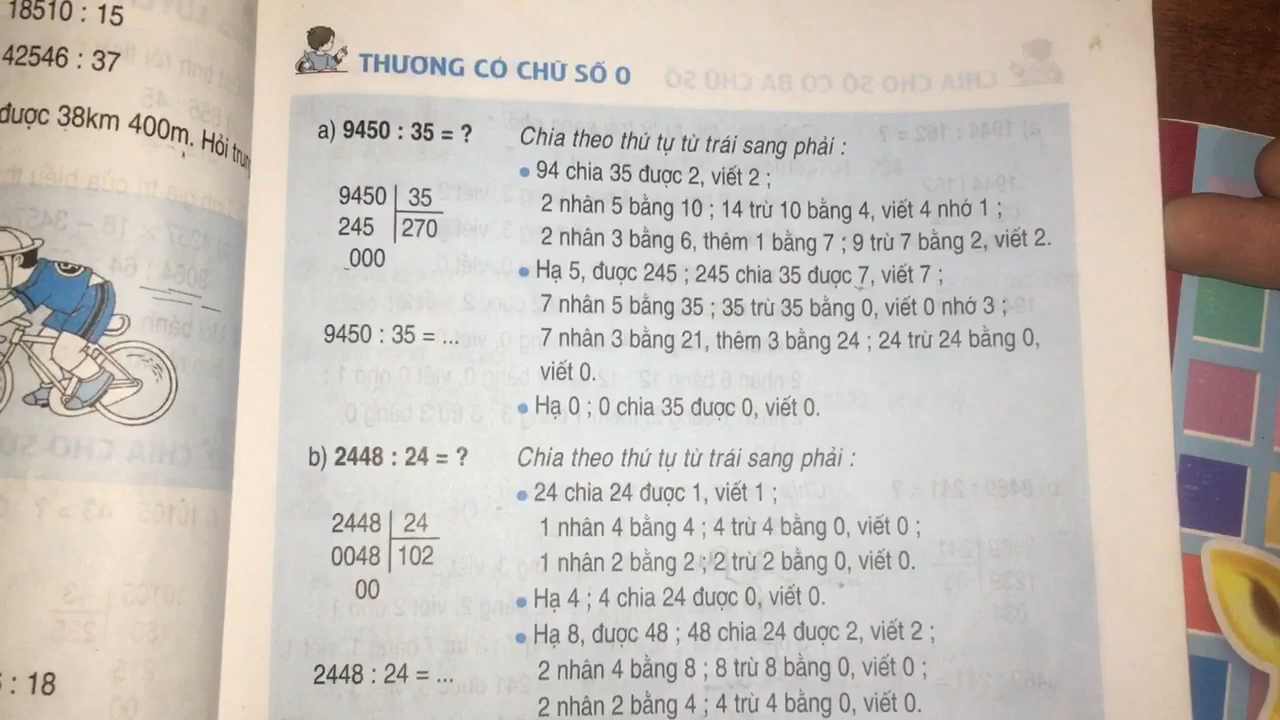 18510 : 15
42546 : 37
được 38km 400m. Hỏi
: 18
THƯƠNG CÓ CHỮ SỐ 0
a) 9450 : 35 = ?
9450 35
245 270
000
9450 : 35 = ...
Chia theo thứ tự từ trái sang phải :
• 94 chia 35 được 2, viết 2 ;
2 nhân 5 bằng 10 ; 14 trừ 10 bằng 4, viết 4 nhớ 1 ;
2 nhân 3 bằng 6, thêm 1 bằng 7 ; 9 trừ 7 bằng 2, viết 2.
• Hạ 5, được 245 ; 245 chia 35 được 7, viết 7 ;
7 nhân 5 bằng 35 ; 35 trừ 35 bằng 0, viết 0 nhớ 3 ;
7 nhân 3 bằng 21, thêm 3 bằng 24 ; 24 trừ 24 bằng 0,
viết 0.
• Hạ 0 ; 0 chia 35 được 0, viết 0.
b) 2448 : 24 = ?
2448 24
0048 102
00
2448 : 24 = ...
Chia theo thứ tự từ trái sang phải :
• 24 chia 24 được 1, viết 1 ;
1 nhân 4 bằng 4 ; 4 trừ 4 bằng 0, viết 0 ;
1 nhân 2 bằng 2 ; 2 trừ 2 bằng 0, viết 0.
• Hạ 4 ; 4 chia 24 được 0, viết 0.
• Hạ 8, được 48 ; 48 chia 24 được 2, viết 2 ;
2 nhân 4 bằng 8 ; 8 trừ 8 bằng 0, viết 0 ;
2 nhân 2 bằng 4 ; 4 trừ 4 bằng 0, viết 0.